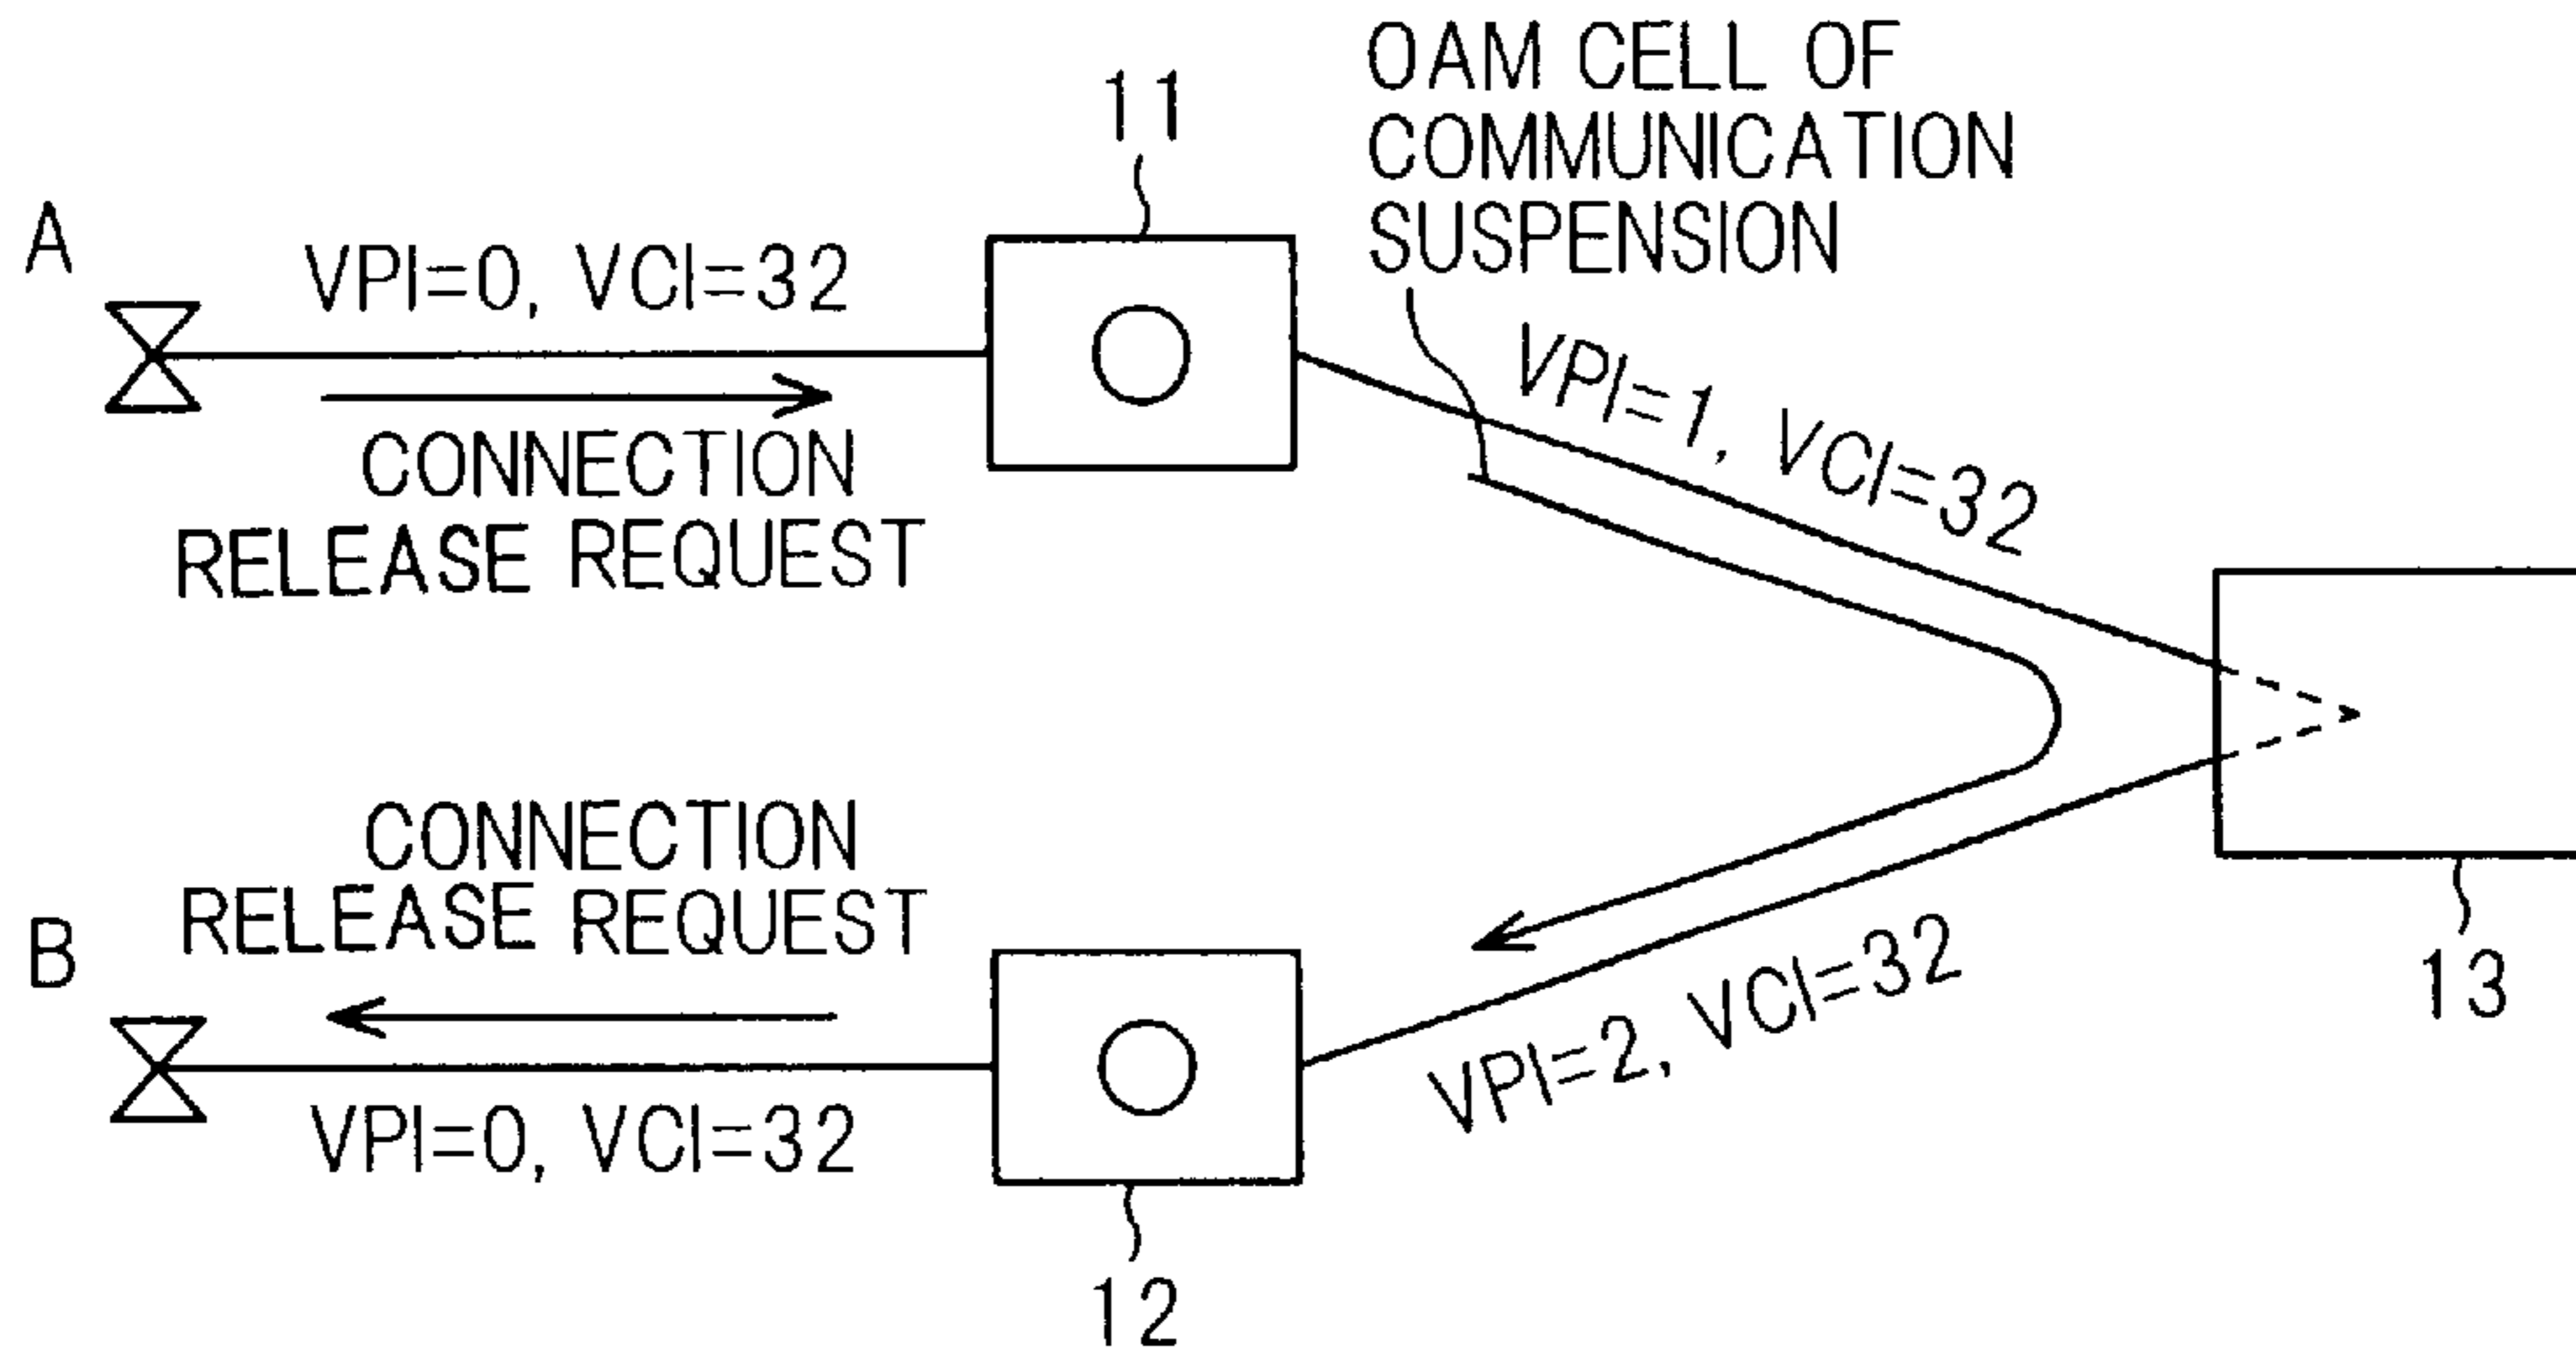 OAM CELL OF
COMMUNICATION
SUSPENSION
11
A
VPI=0, VCI=32
CONNECTION
RELEASE REQUEST
VPI=1, VCI=32
CONNECTION
RELEASE REQUEST
B
VPI=0, VCI=32
VPI=2, VCI=32
13
12